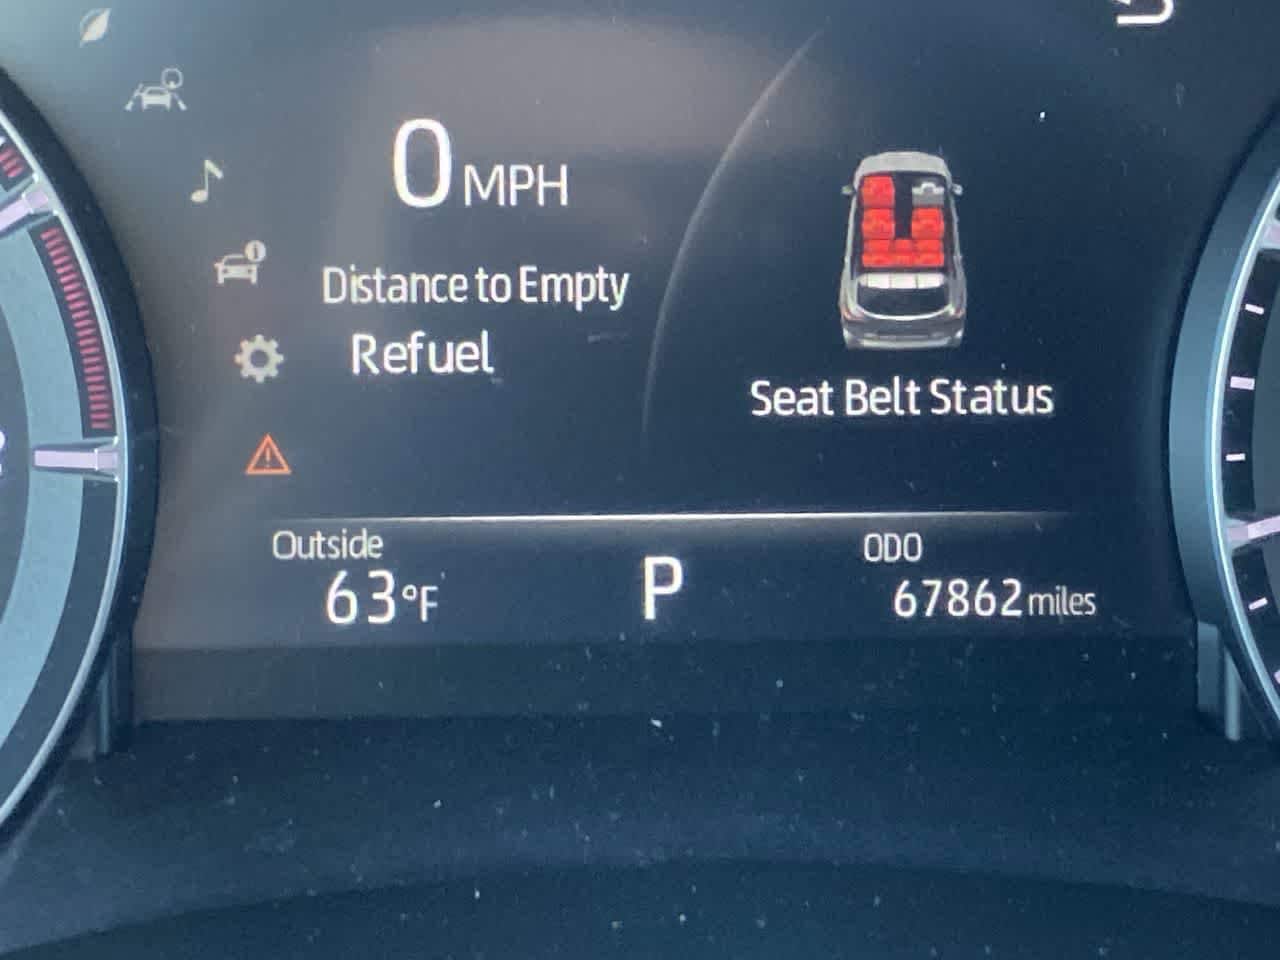 0 MPH
Distance to Empty
Refuel
Seat Belt Status
Outside
63°F
P
ODO
67862 miles